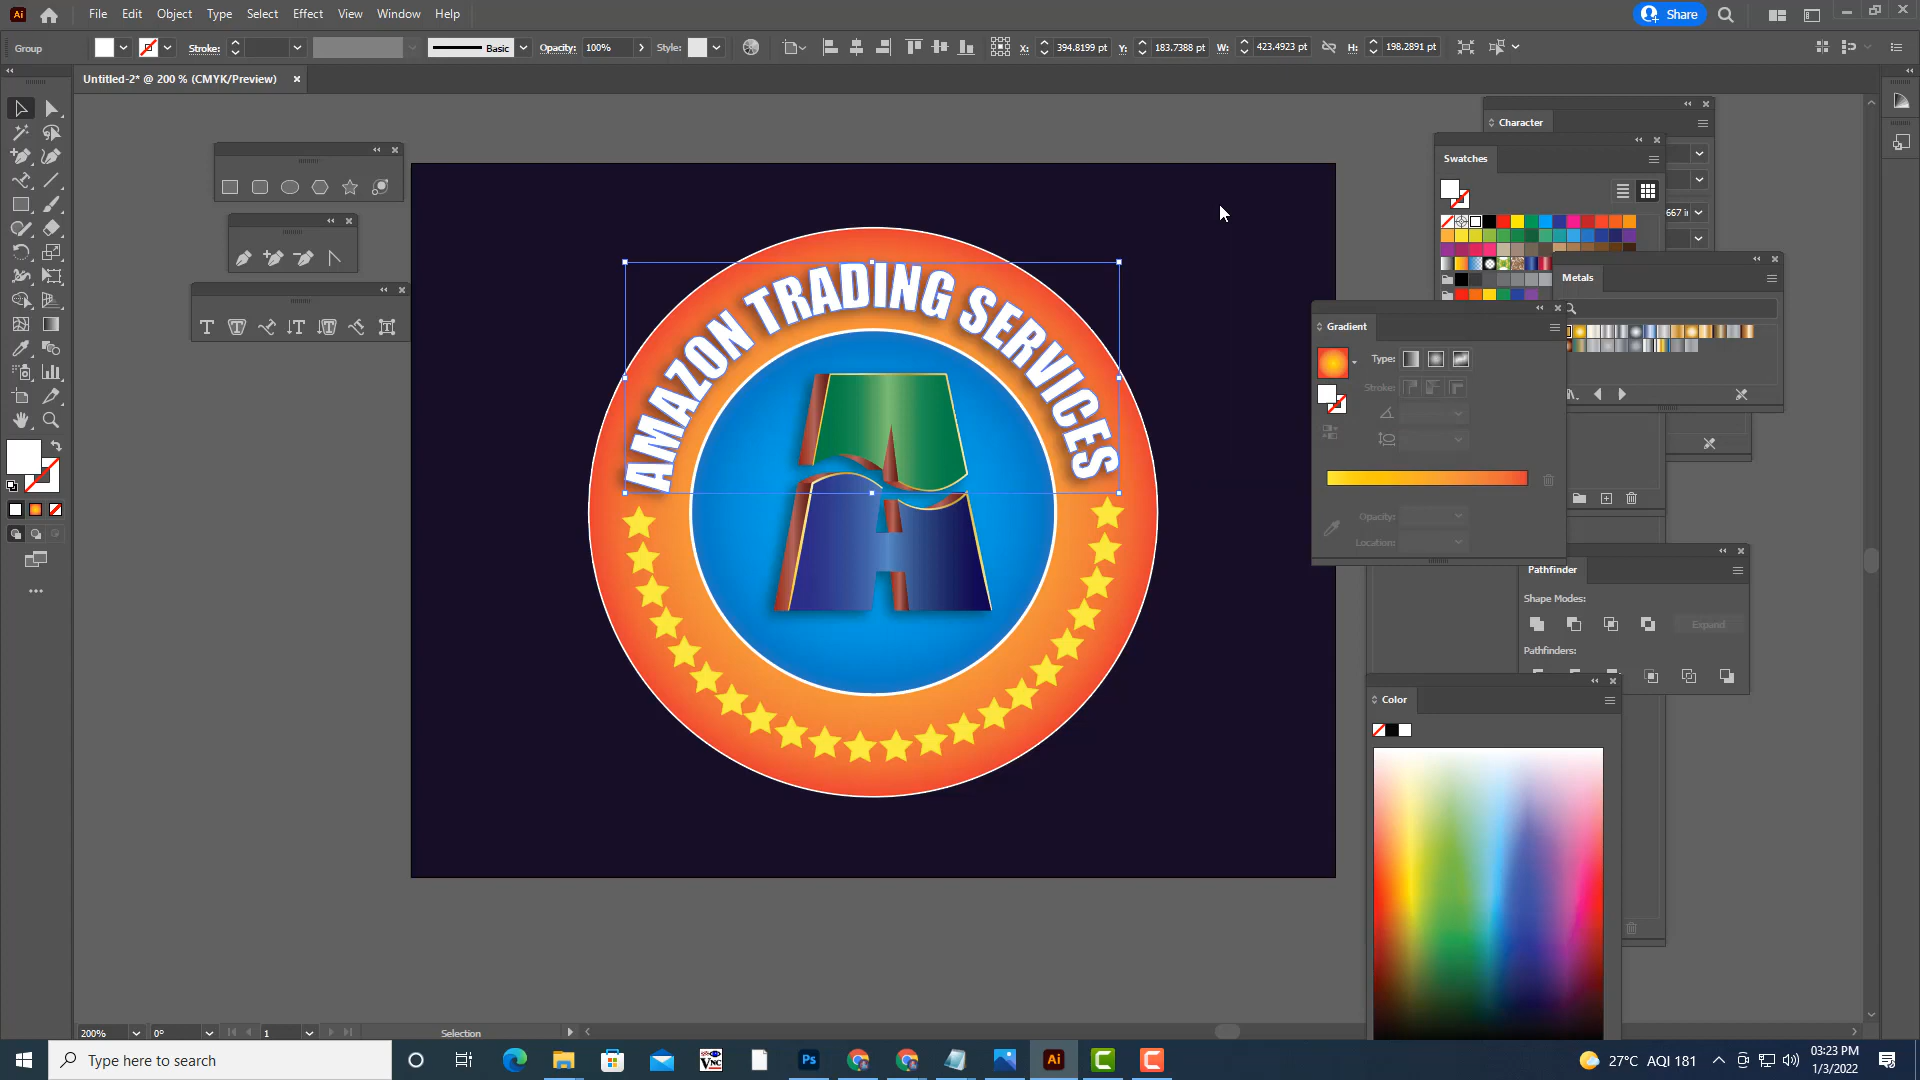 File Edit Object Type Select Effect View Window Help
Share
Group
Stroke:
Basic
Opacity: 100%
Style:
X: 394.8199 pt
Y: 183.7388 pt
W: 423.4923 pt
H: 198.2891 pt
Untitled-2* @ 200 % (CMYK/Preview)
Character
Swatches
667 i
Metals
AMAZON TRADING SERVICES
Gradient
Type:
Stroke:
Opacity:
Location:
Pathfinder
Shape Modes:
Expand
Pathfinders:
Color
200%
0°
1
Selection
Type here to search
27°C AQI 181
03:23 PM
1/3/2022